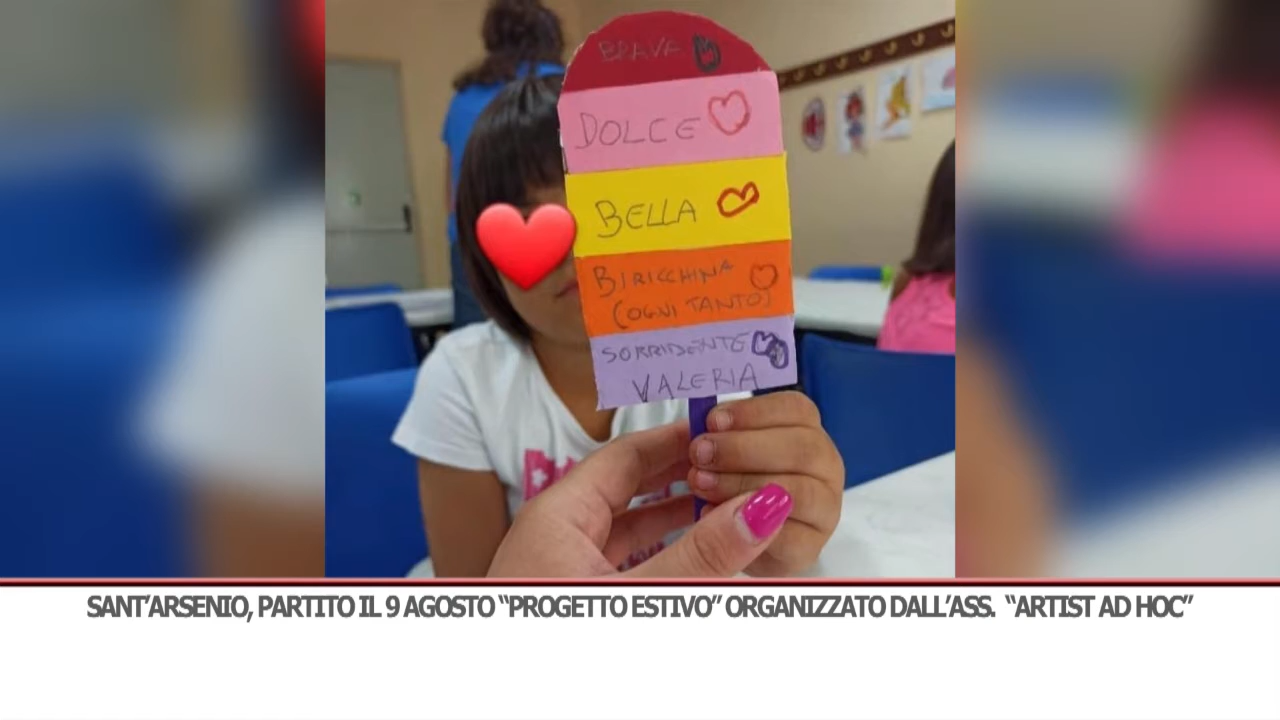 BRAVA
DOLCE
BELLA
BIRICCHINA
(OGNI TANTO)
SORRIDENTE
VALERIA
SANT'ARSENIO, PARTITO IL 9 AGOSTO “PROGETTO ESTIVO” ORGANIZZATO DALL'ASS. “ARTIST AD HOC”